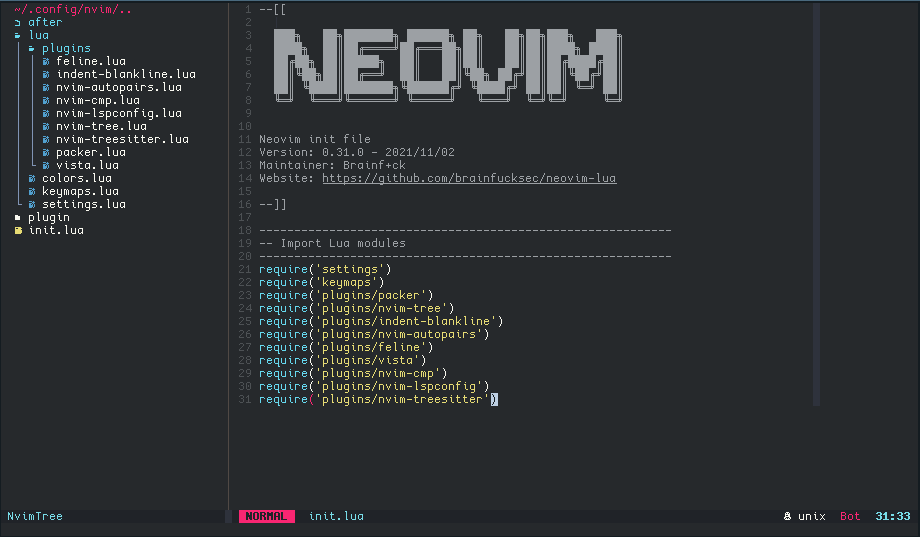 ~/.config/nvim/..
after
lua
plugins
feline.lua
indent-blankline.lua
nvim-autopairs.lua
nvim-cmp.lua
nvim-lspconfig.lua
nvim-tree.lua
nvim-treesitter.lua
packer.lua
vista.lua
colors.lua
keymaps.lua
settings.lua
plugin
init.lua
NvimTree
1 --[[
2
3
4
5
6
7
8
NEOVIM
9
10
11 Neovim init file
12 Version: 0.31.0 - 2021/11/02
13 Maintainer: Brainf+ck
14 Website: https://github.com/brainfucksec/neovim-lua
15
16 --]]
17
18 -----------------------------------------------------------
19 -- Import Lua modules
20 -----------------------------------------------------------
21 require('settings')
22 require('keymaps')
23 require('plugins/packer')
24 require('plugins/nvim-tree')
25 require('plugins/indent-blankline')
26 require('plugins/nvim-autopairs')
27 require('plugins/feline')
28 require('plugins/vista')
29 require('plugins/nvim-cmp')
30 require('plugins/nvim-lspconfig')
31 require('plugins/nvim-treesitter')
NORMAL init.lua unix Bot 31:33